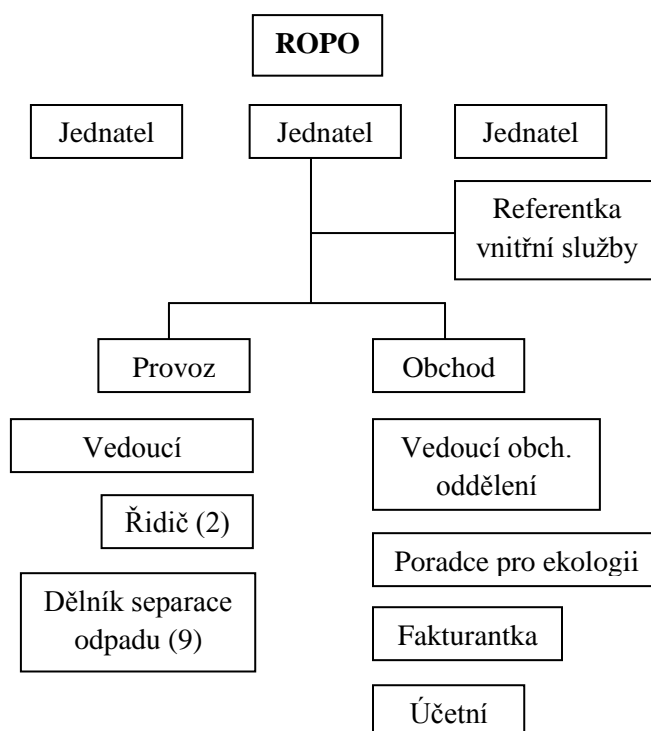 ROPO
Jednatel
Jednatel
Jednatel
Referentka
vnitřní služby
Provoz
Obchod
Vedoucí
Řidič (2)
Dělník separace
odpadu (9)
Vedoucí obch.
oddělení
Poradce pro ekologii
Fakturantka
Účetní